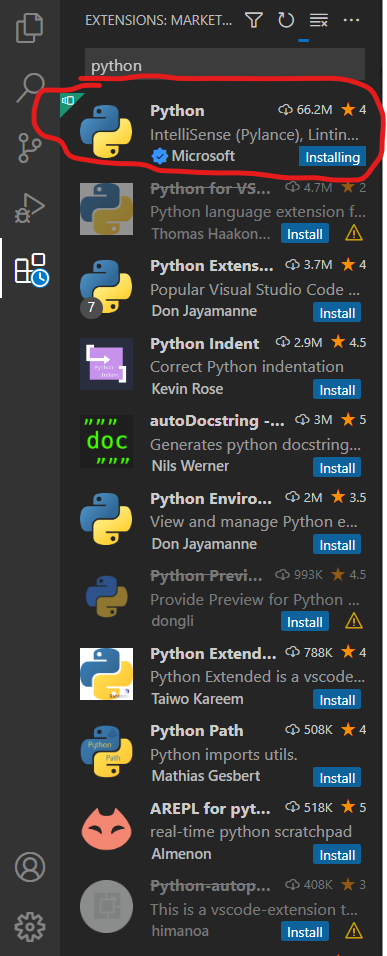 EXTENSIONS: MARKET...
python
Python 66.2M 4
IntelliSense (Pylance), Lintin...
Microsoft Installing
Python for VS... 4.7M 2
Python language extension f...
Thomas Haakon... Install
Python Extens... 3.7M 4
Popular Visual Studio Code ...
7 Don Jayamanne Install
Python Indent 2.9M 4.5
Python Indent
Correct Python indentation
Kevin Rose Install
"""
doc
"""
autoDocstring -... 3M 5
Generates python docstring...
Nils Werner Install
Python Enviro... 2M 3.5
View and manage Python e...
Don Jayamanne Install
Python Previ... 993K 4.5
Provide Preview for Python ...
dongli Install
Python Extend... 788K 4
Python Extended is a vscode...
Taiwo Kareem Install
Python Path 508K 4
Python
Path
Python imports utils.
Mathias Gesbert Install
AREPL for pyt... 518K 5
real-time python scratchpad
Almenon Install
Python-autop... 408K 3
This is a vscode-extension t...
himanoa Install